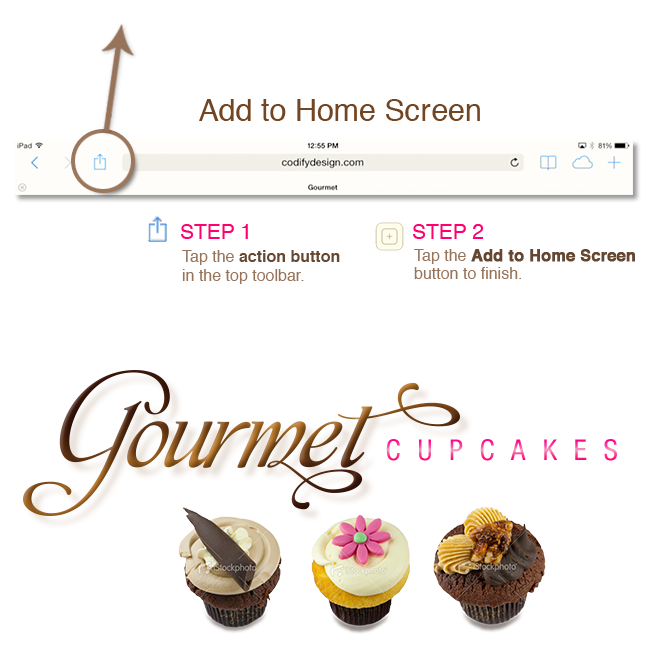 Add to Home Screen
iPad 12:55 PM 81%
codifydesign.com
Gourmet
STEP 1
Tap the action button
in the top toolbar.
STEP 2
Tap the Add to Home Screen
button to finish.
Gourmet CUPCAKES
iStockphoto iStockphoto iStockphoto